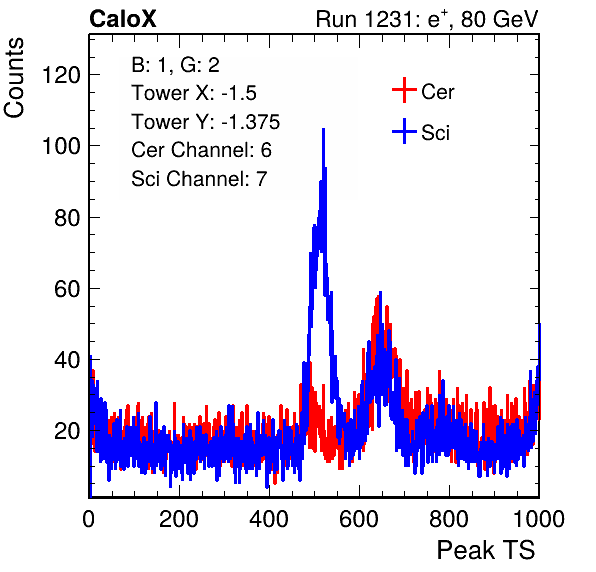 CaloX Run 1231: e+, 80 GeV
B: 1, G: 2
Tower X: -1.5
Tower Y: -1.375
Cer Channel: 6
Sci Channel: 7
Cer
Sci
Counts
120
100
80
60
40
20
0 200 400 600 800 1000
Peak TS